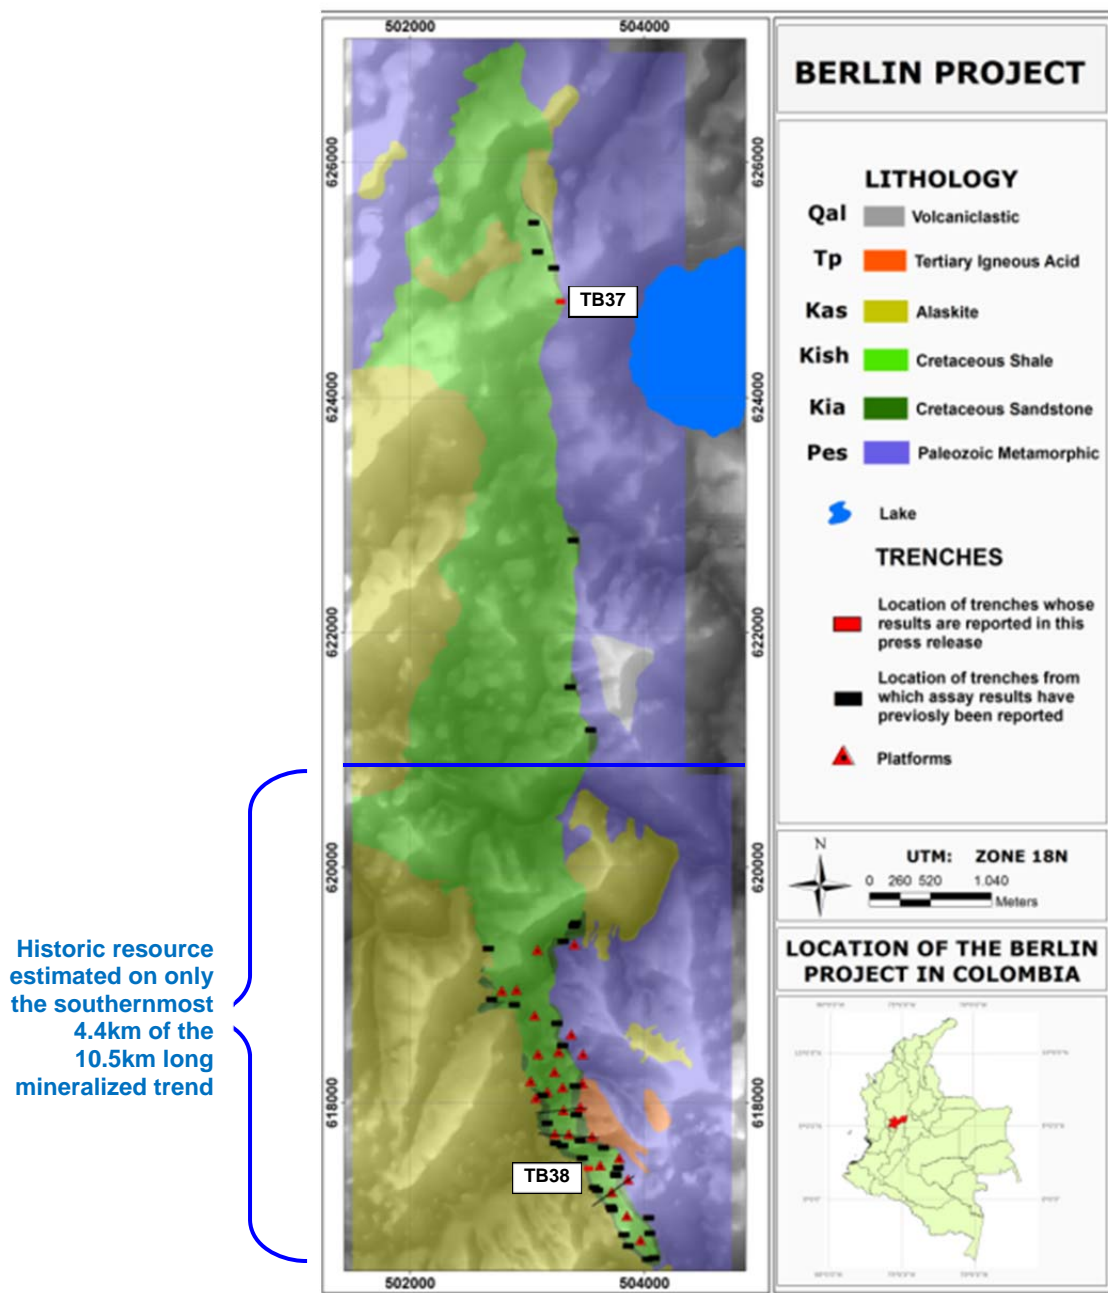 502000
504000
626000
624000
622000
620000
618000
626000
624000
622000
620000
618000
502000
504000
TB37
TB38
Historic resource
estimated on only
the southernmost
4.4km of the
10.5km long
mineralized trend
BERLIN PROJECT
LITHOLOGY
Qal Volcaniclastic
Tp Tertiary Igneous Acid
Kas Alaskite
Kish Cretaceous Shale
Kia Cretaceous Sandstone
Pes Paleozoic Metamorphic
Lake
TRENCHES
Location of trenches whose
results are reported in this
press release
Location of trenches from
which assay results have
previosly been reported
Platforms
N
UTM: ZONE 18N
0 260 520 1.040
Meters
LOCATION OF THE BERLIN
PROJECT IN COLOMBIA